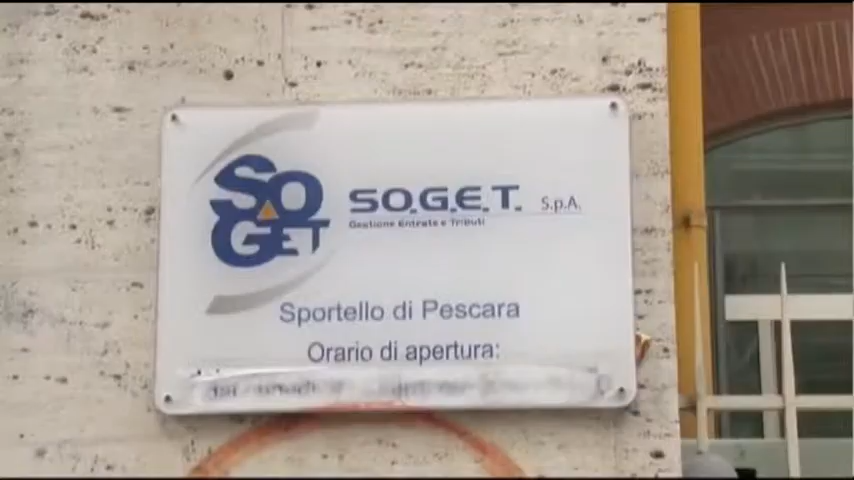 SO
GET
SO.G.E.T. S.p.A.
Gestione Entrate e Tributi
Sportello di Pescara
Orario di apertura: